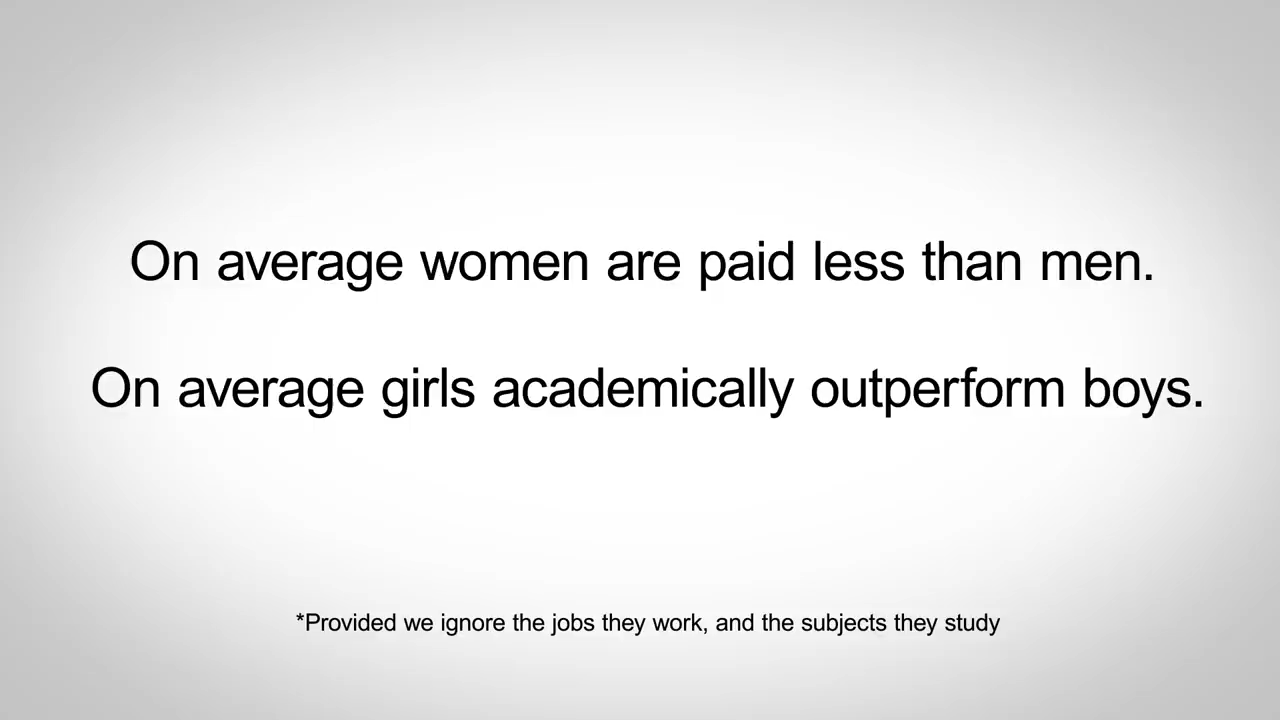 On average women are paid less than men.
On average girls academically outperform boys.
*Provided we ignore the jobs they work, and the subjects they study